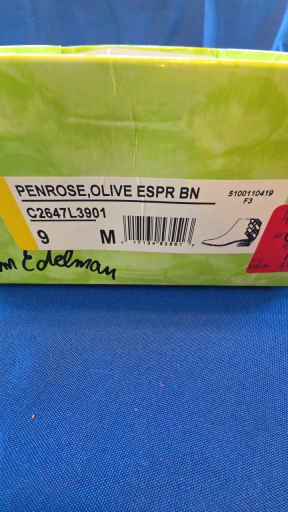 PENROSE,OLIVE ESPR BN
5100110419
F3
C2647L3901
9 M
m Edelman